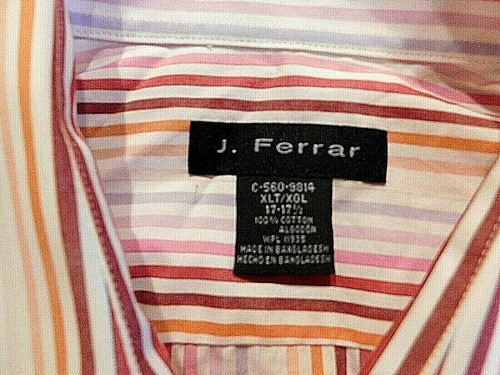 J. Ferrar
C-560-9814
XLT/XGL
17-17½
100% COTTON
ALGODON
WPL 11935
MADE IN BANGLADESH
HECHO EN BANGLADESH